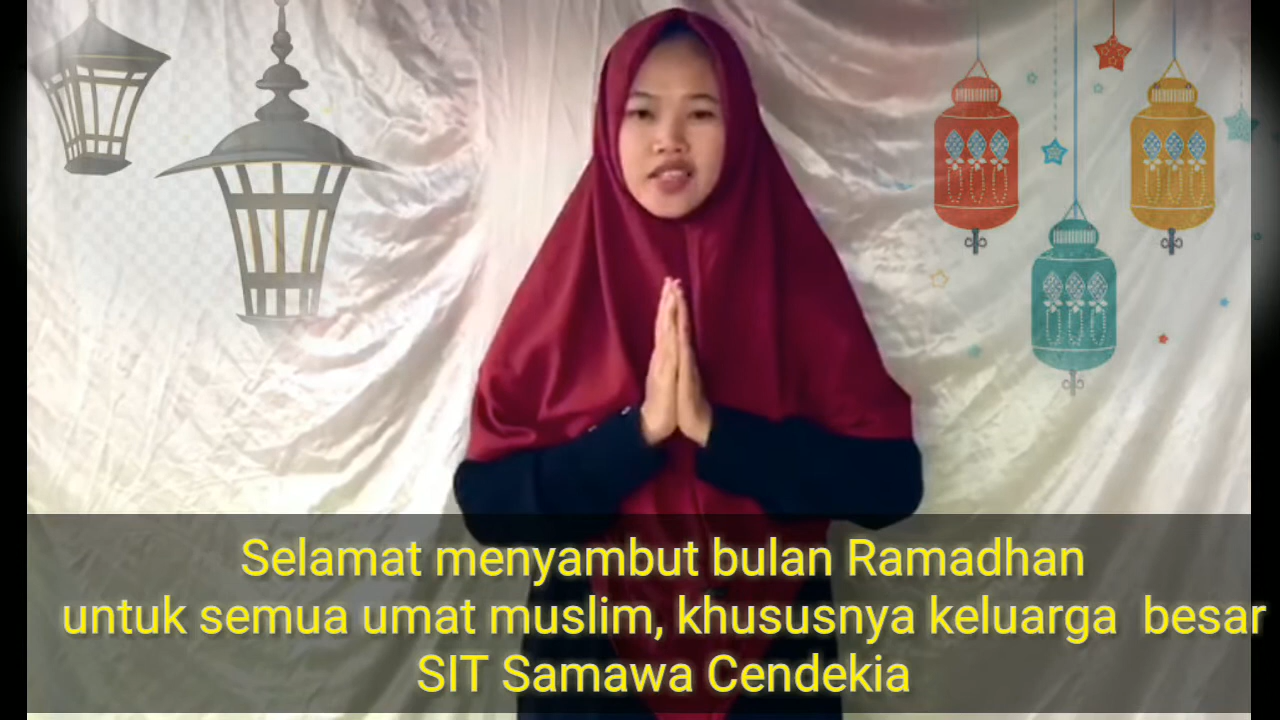 Selamat menyambut bulan Ramadhan
untuk semua umat muslim, khususnya keluarga besar
SIT Samawa Cendekia